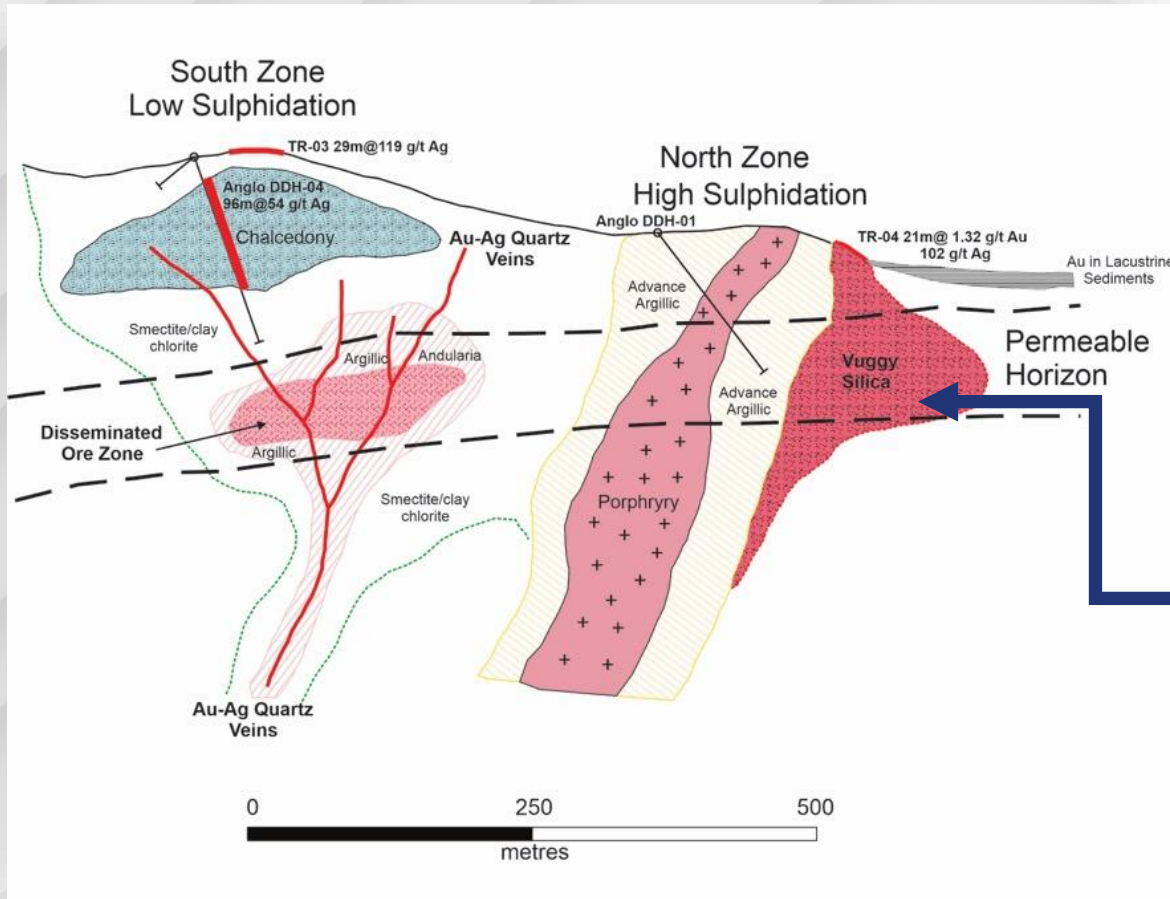 South Zone
Low Sulphidation
TR-03 29m@119 g/t Ag
Anglo DDH-04
96m@54 g/t Ag
Chalcedony
Au-Ag Quartz
Veins
North Zone
High Sulphidation
Anglo DDH-01
TR-04 21m@ 1.32 g/t Au
102 g/t Ag
Au in Lacustrine
Sediments
Advance
Argillic
Smectite/clay
chlorite
Argillic
Andularia
Permeable
Horizon
Vuggy
Silica
Advance
Argillic
Disseminated
Ore Zone
Argillic
Smectite/clay
chlorite
Porphryry
Au-Ag Quartz
Veins
0 250 500
metres